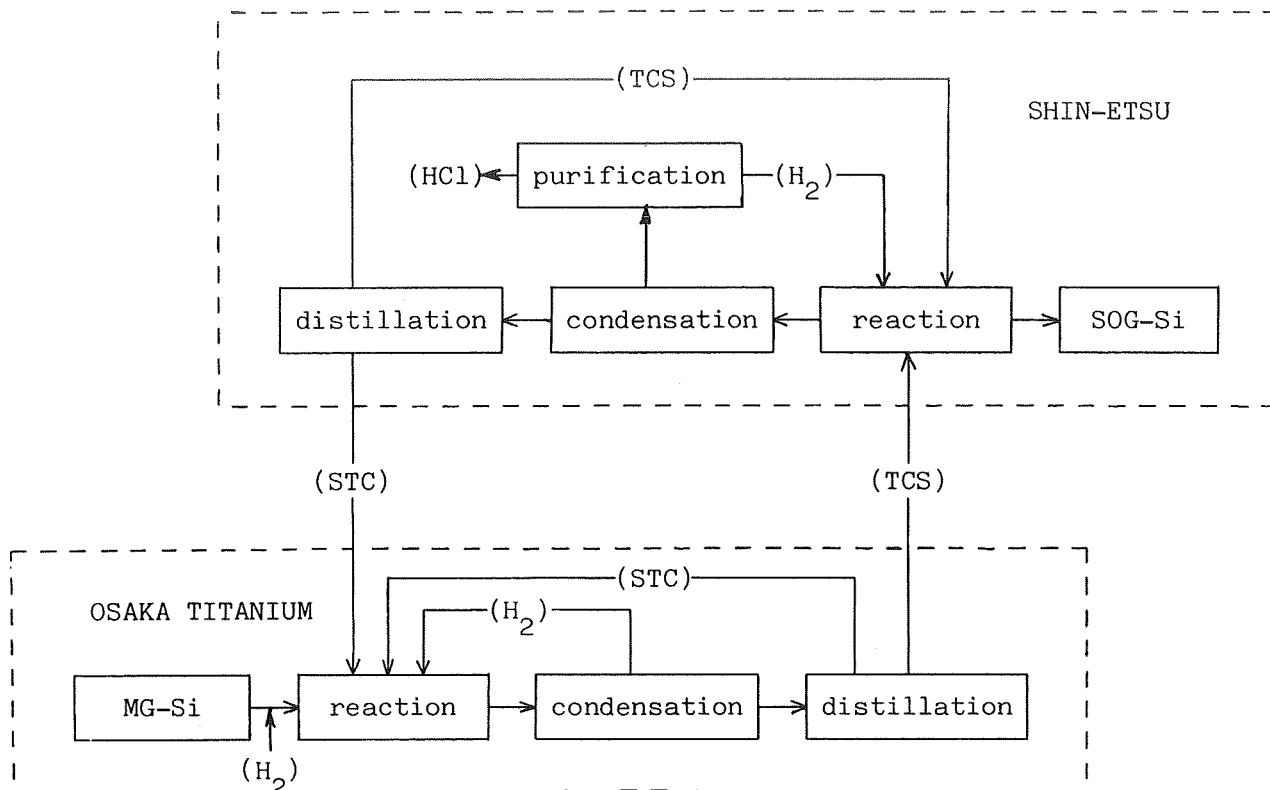 (TCS)
SHIN-ETSU
(HCl)
purification
(H2)
distillation
condensation
reaction
SOG-Si
(STC)
(TCS)
(STC)
(H2)
OSAKA TITANIUM
MG-Si
reaction
condensation
distillation
(H2)